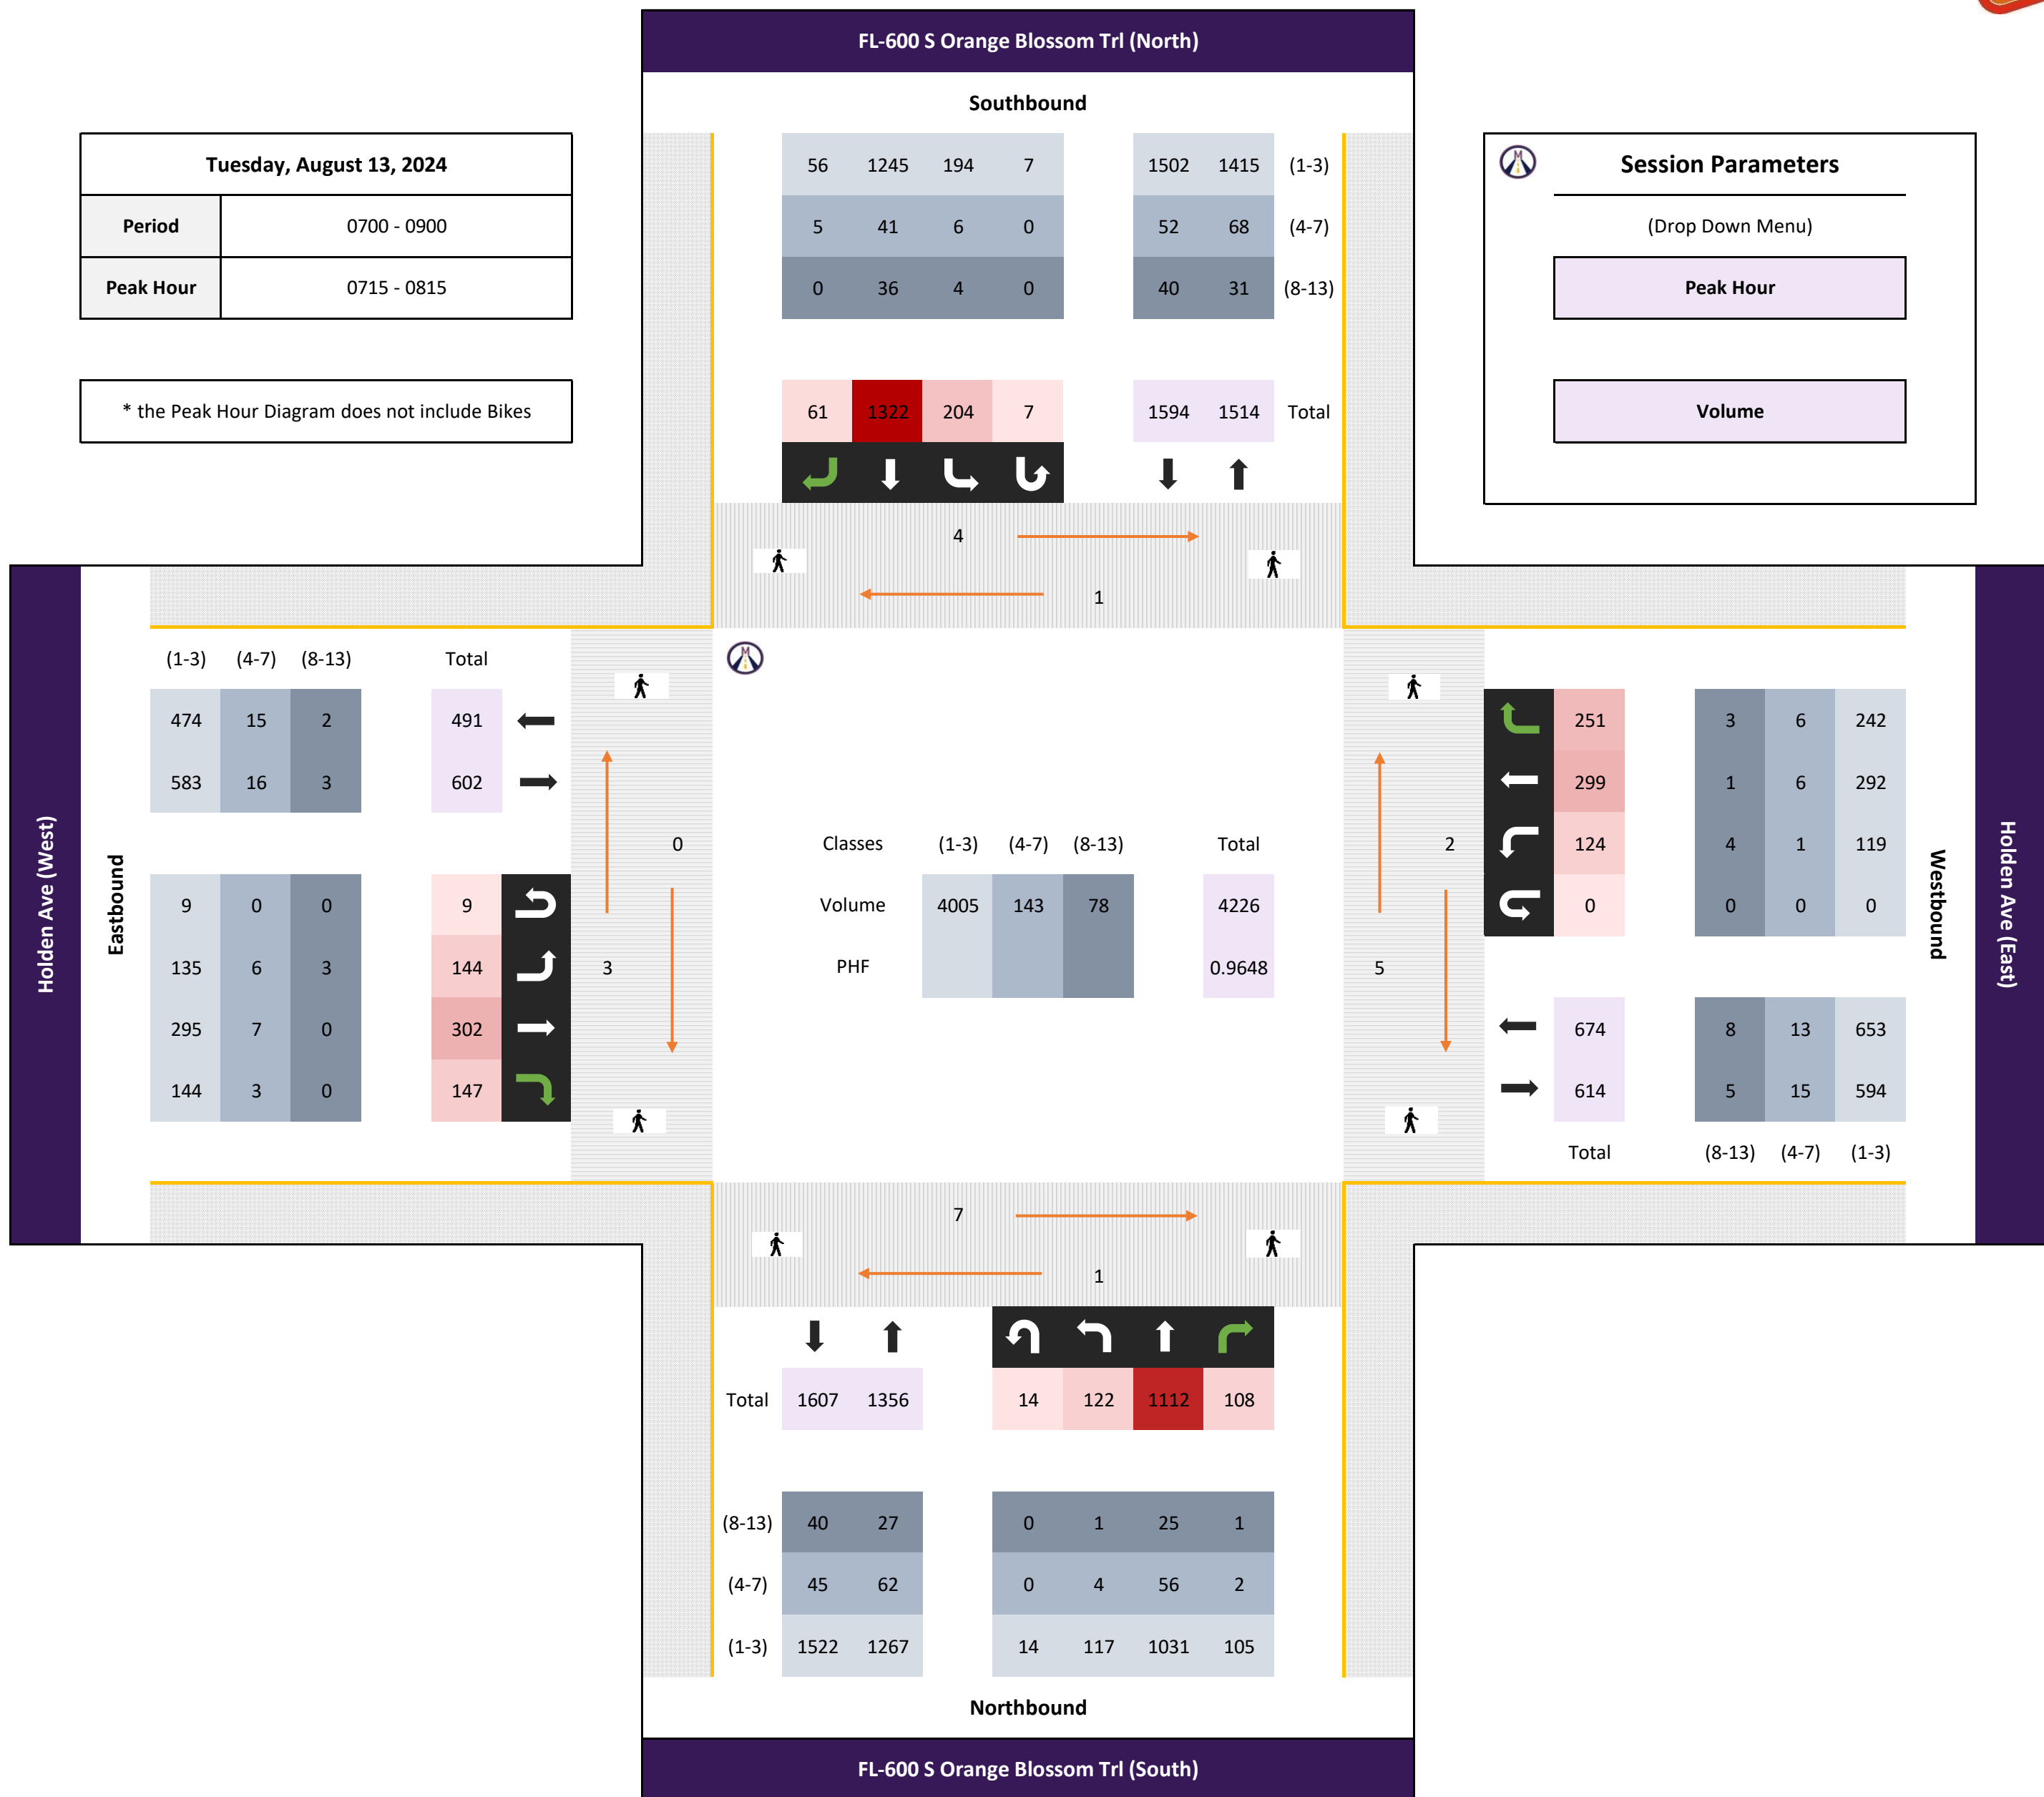 FL-600 S Orange Blossom Trl (North)
Southbound
Tuesday, August 13, 2024
Period 0700 - 0900
Peak Hour 0715 - 0815
* the Peak Hour Diagram does not include Bikes
56 1245 194 7 1502 1415 (1-3)
5 41 6 0 52 68 (4-7)
0 36 4 0 40 31 (8-13)
61 1322 204 7 1594 1514 Total
M
Session Parameters
(Drop Down Menu)
Peak Hour
Volume
4
1
Holden Ave (West)
Eastbound
(1-3) (4-7) (8-13) Total
474 15 2 491
583 16 3 602
9 0 0 9
135 6 3 144
295 7 0 302
144 3 0 147
0
3
M
Classes (1-3) (4-7) (8-13) Total
Volume 4005 143 78 4226
PHF 0.9648
2
5
251 3 6 242
299 1 6 292
124 4 1 119
0 0 0 0
674 8 13 653
614 5 15 594
Total (8-13) (4-7) (1-3)
Westbound
Holden Ave (East)
7
1
Total 1607 1356 14 122 1112 108
(8-13) 40 27 0 1 25 1
(4-7) 45 62 0 4 56 2
(1-3) 1522 1267 14 117 1031 105
Northbound
FL-600 S Orange Blossom Trl (South)